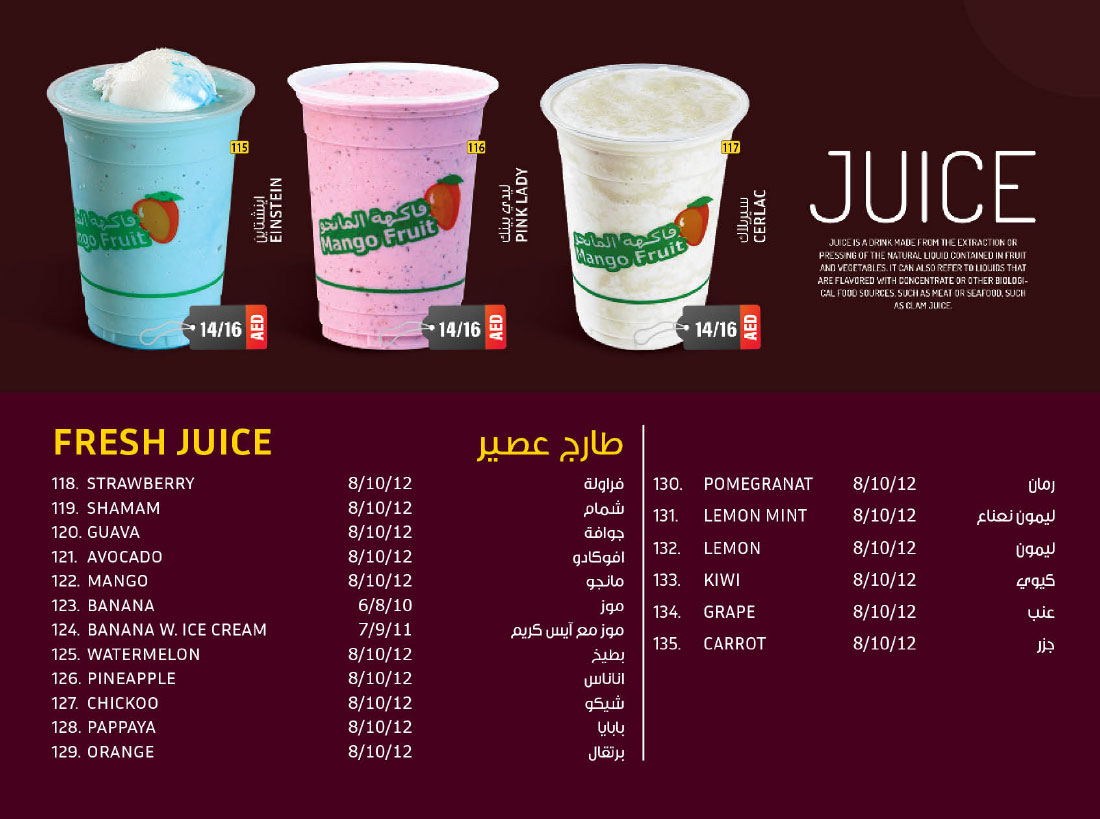 115
اينشتاين
EINSTEIN
فاكهة الما
go Fruit
14/16 AED
116
ليدي بينك
PINK LADY
فاكهة المانجو
Mango Fruit
14/16 AED
117
سيريلاك
CERLAC
فاكهة المانجو
Mango Fruit
14/16 AED
JUICE
JUICE IS A DRINK MADE FROM THE EXTRACTION OR
PRESSING OF THE NATURAL LIQUID CONTAINED IN FRUIT
AND VEGETABLES. IT CAN ALSO REFER TO LIQUIDS THAT
ARE FLAVORED WITH CONCENTRATE OR OTHER BIOLOGI-
CAL FOOD SOURCES, SUCH AS MEAT OR SEAFOOD, SUCH
AS CLAM JUICE.
FRESH JUICE طارج عصير
118. STRAWBERRY 8/10/12 فراولة
119. SHAMAM 8/10/12 شمام
120. GUAVA 8/10/12 جوافة
121. AVOCADO 8/10/12 افوكادو
122. MANGO 8/10/12 مانجو
123. BANANA 6/8/10 موز
124. BANANA W. ICE CREAM 7/9/11 موز مع آيس كريم
125. WATERMELON 8/10/12 بطيخ
126. PINEAPPLE 8/10/12 اناناس
127. CHICKOO 8/10/12 شيكو
128. PAPPAYA 8/10/12 بابايا
129. ORANGE 8/10/12 برتقال
130. POMEGRANAT 8/10/12 رمان
131. LEMON MINT 8/10/12 ليمون نعناع
132. LEMON 8/10/12 ليمون
133. KIWI 8/10/12 كيوي
134. GRAPE 8/10/12 عنب
135. CARROT 8/10/12 جزر